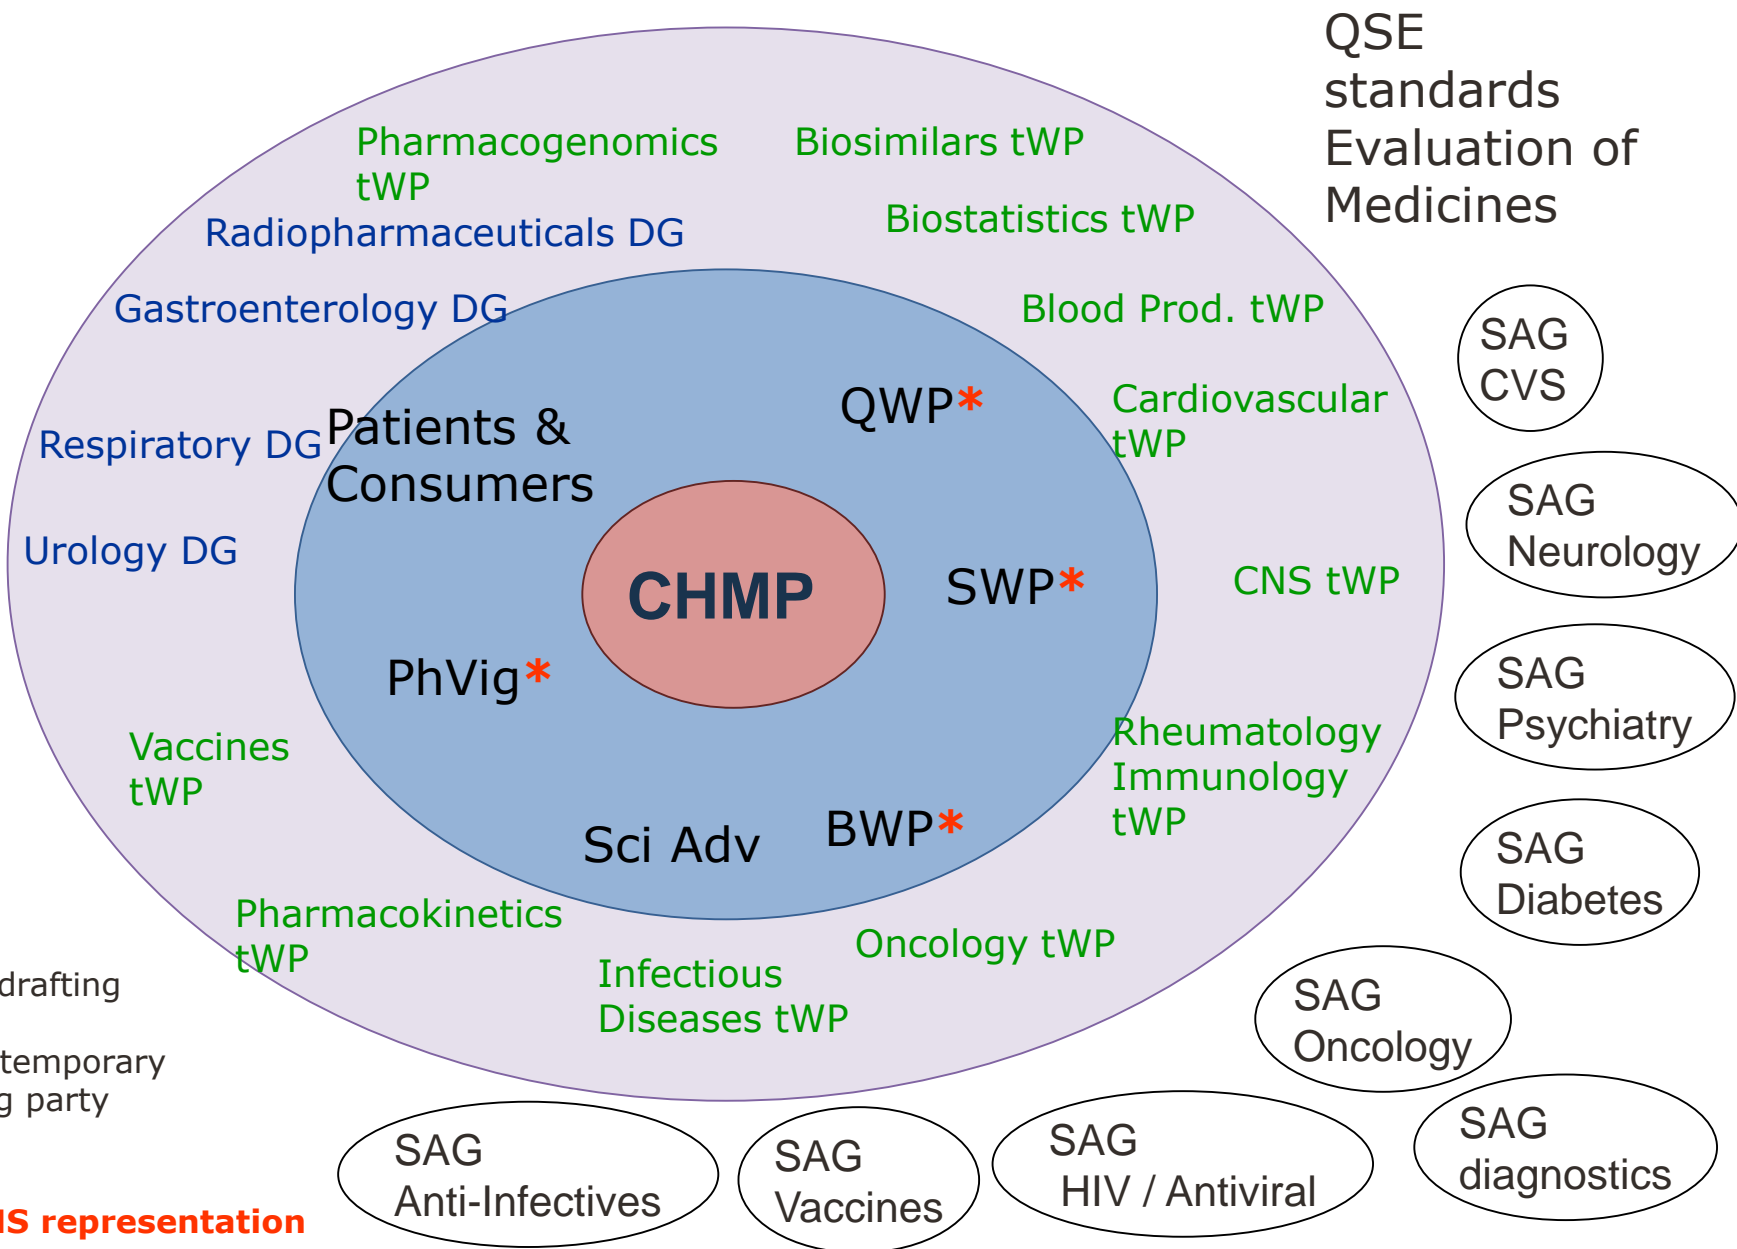 QSE
standards
Evaluation of
Medicines
Pharmacogenomics
tWP
Biosimilars tWP
Radiopharmaceuticals DG
Biostatistics tWP
Gastroenterology DG
Blood Prod. tWP
SAG
CVS
Patients &
Consumers
QWP*
Cardiovascular
tWP
Respiratory DG
SAG
Neurology
Urology DG
CHMP
SWP*
CNS tWP
PhVig*
SAG
Psychiatry
Vaccines
tWP
Rheumatology
Immunology
tWP
Sci Adv
BWP*
SAG
Diabetes
Pharmacokinetics
tWP
Infectious
Diseases tWP
Oncology tWP
drafting
temporary
party
SAG
Oncology
SAG
Anti-Infectives
SAG
Vaccines
SAG
HIV / Antiviral
SAG
diagnostics
representation